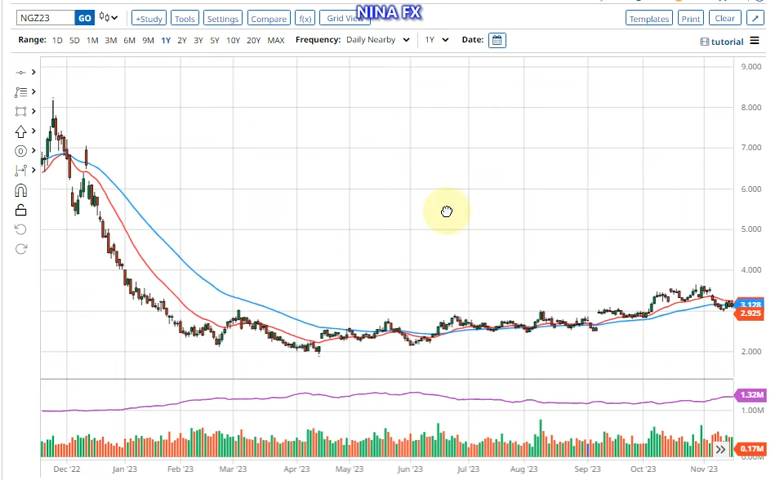 NINA FX
NGZ23 GO +Study Tools Settings Compare f(x) Grid View Templates Print Clear
Range: 1D 5D 1M 3M 6M 9M 1Y 2Y 3Y 5Y 10Y 20Y MAX Frequency: Daily Nearby 1Y Date: tutorial
9.000
8.000
7.000
6.000
5.000
4.000
3.128
2.925
2.000
1.32M
1.00M
0.17M
Dec '22 Jan '23 Feb '23 Mar '23 Apr '23 May '23 Jun '23 Jul '23 Aug '23 Sep '23 Oct '23 Nov '23